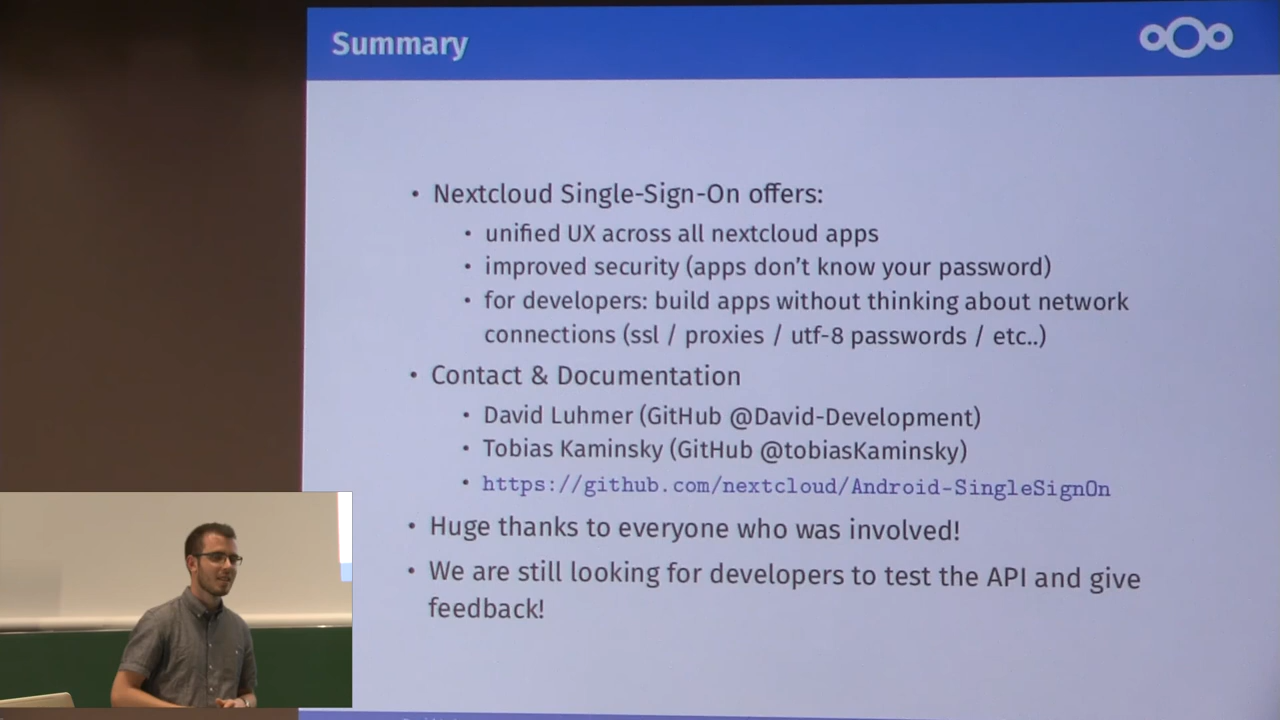 Summary
• Nextcloud Single-Sign-On offers:
• unified UX across all nextcloud apps
• improved security (apps don't know your password)
• for developers: build apps without thinking about network
connections (ssl / proxies / utf-8 passwords / etc..)
• Contact & Documentation
• David Luhmer (GitHub @David-Development)
• Tobias Kaminsky (GitHub @tobiasKaminsky)
• https://github.com/nextcloud/Android-SingleSignOn
• Huge thanks to everyone who was involved!
• We are still looking for developers to test the API and give
feedback!